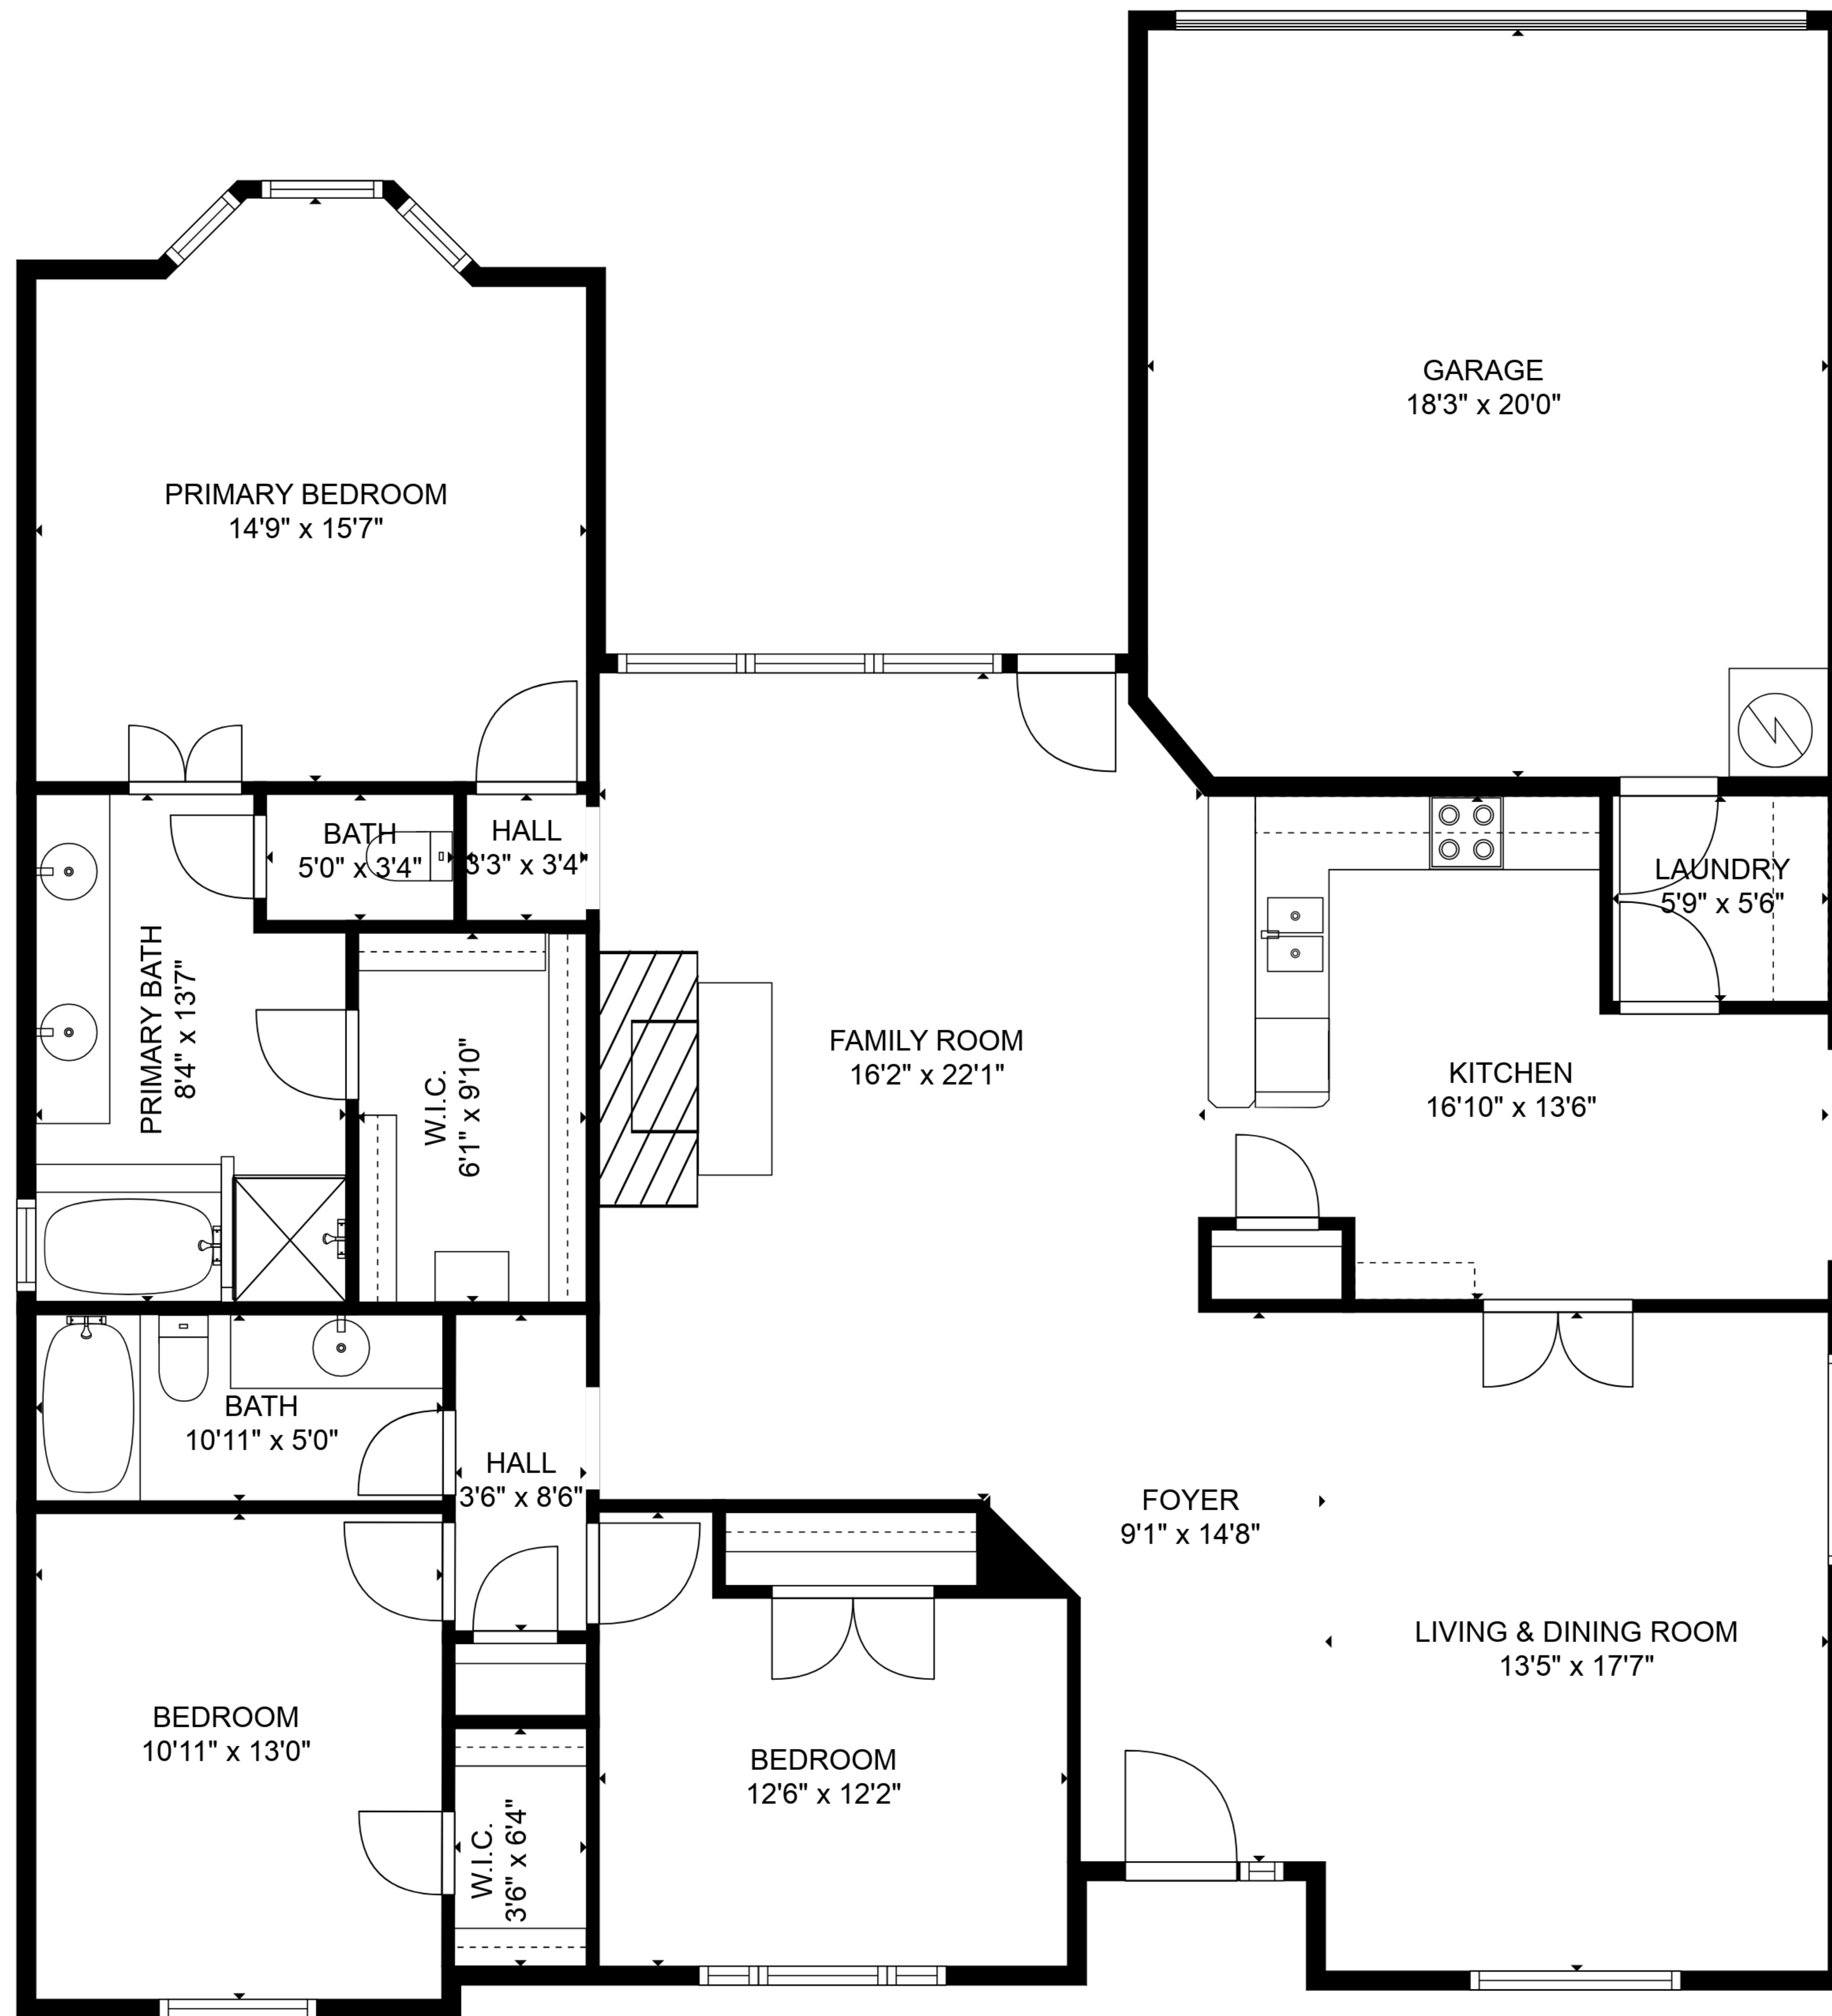 GARAGE
18'3" x 20'0"
PRIMARY BEDROOM
14'9" x 15'7"
BATH
5'0" x 3'4"
HALL
3'3" x 3'4"
LAUNDRY
5'9" x 5'6"
PRIMARY BATH
8'4" x 13'7"
W.I.C.
6'1" x 9'10"
FAMILY ROOM
16'2" x 22'1"
KITCHEN
16'10" x 13'6"
BATH
10'11" x 5'0"
HALL
3'6" x 8'6"
FOYER
9'1" x 14'8"
LIVING & DINING ROOM
13'5" x 17'7"
BEDROOM
10'11" x 13'0"
BEDROOM
12'6" x 12'2"
W.I.C.
3'6" x 6'4"